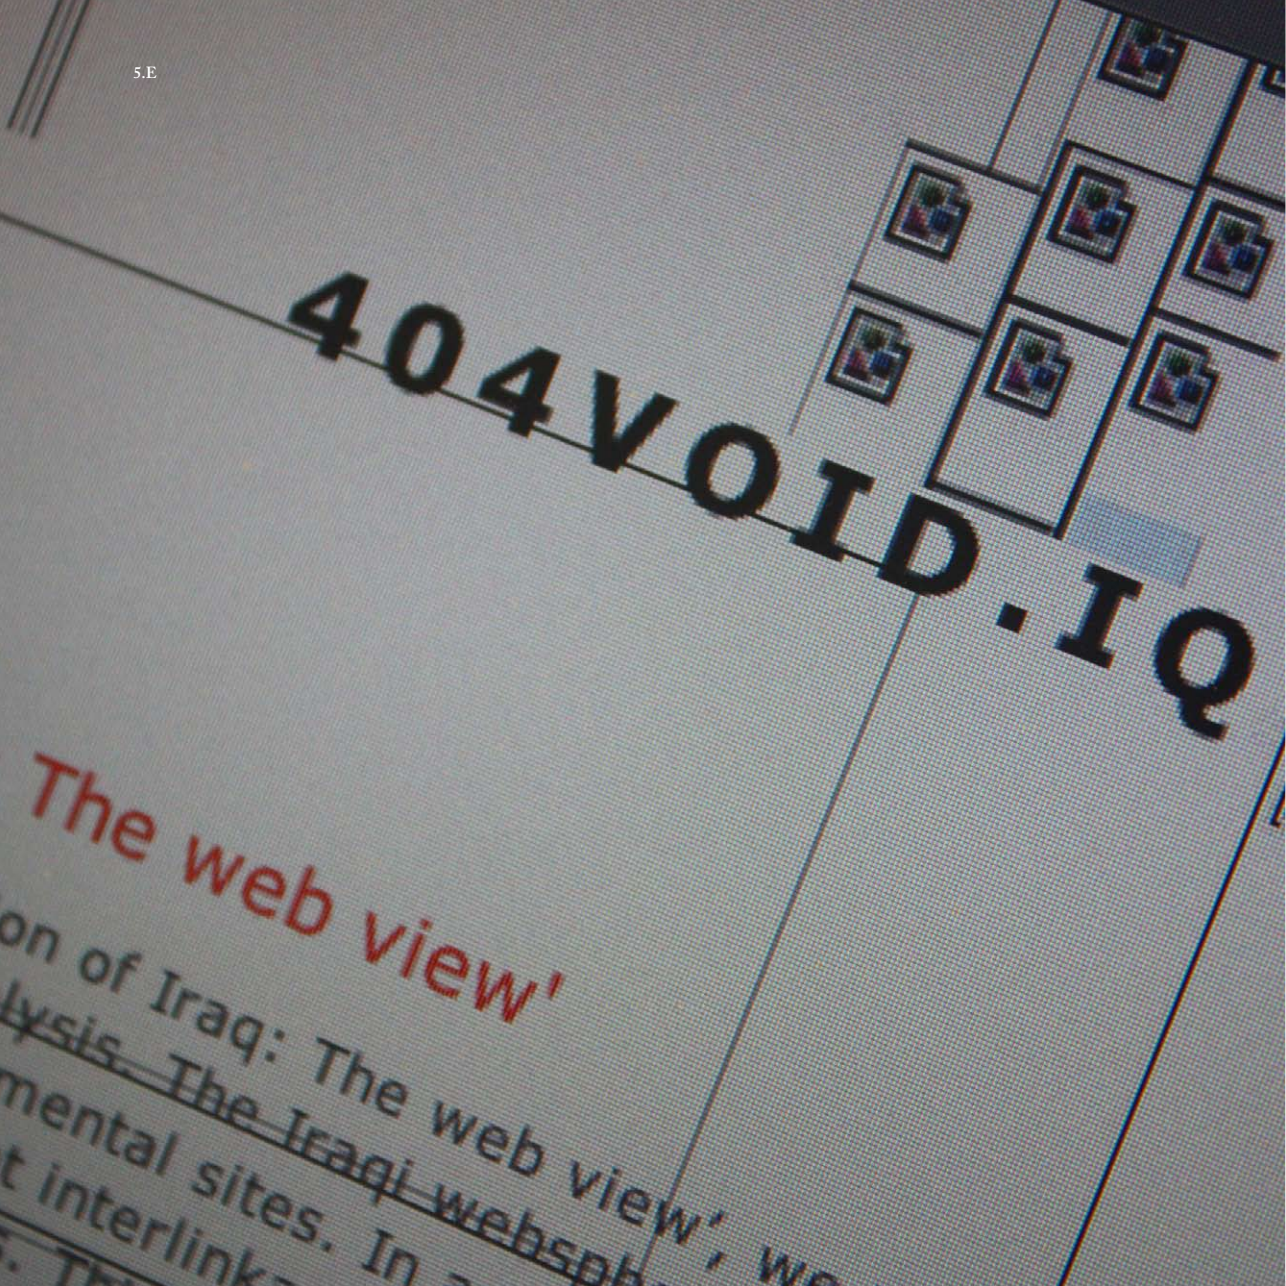 5.E
404VOID.IQ
The web view'
on of Iraq: The web view', we
lysis. The Iraqi websph
mental sites. In
t interlink